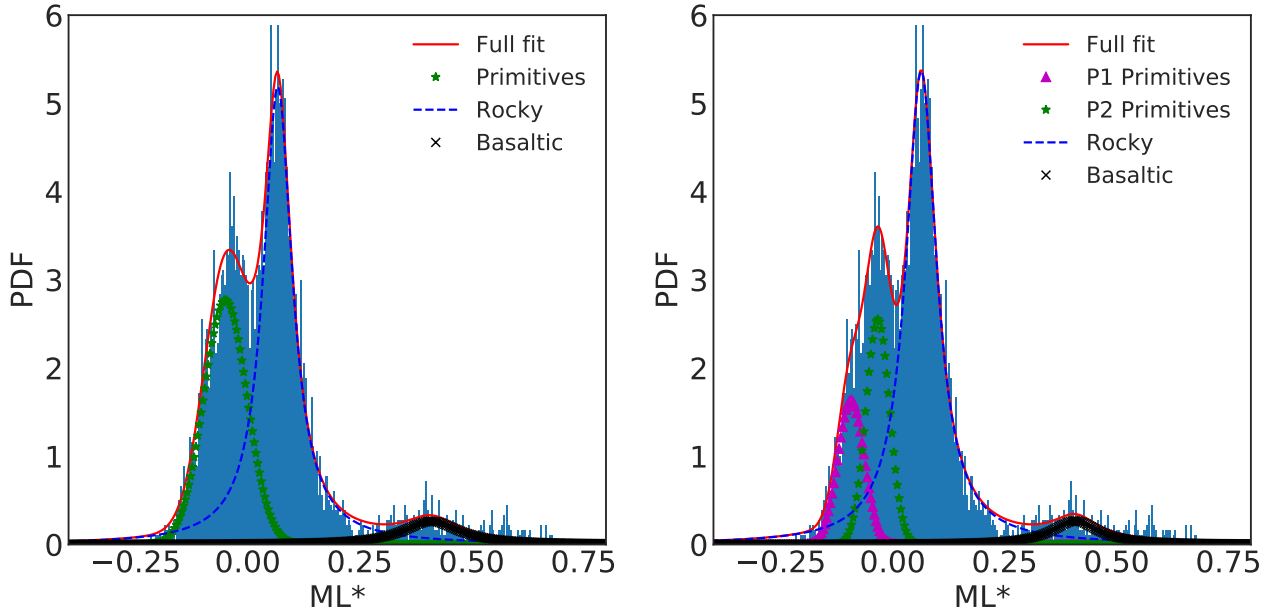 6
5
4
3
2
1
0
PDF
−0.25 0.00 0.25 0.50 0.75
ML*
Full fit
Primitives
Rocky
Basaltic
6
5
4
3
2
1
0
PDF
−0.25 0.00 0.25 0.50 0.75
ML*
Full fit
P1 Primitives
P2 Primitives
Rocky
Basaltic